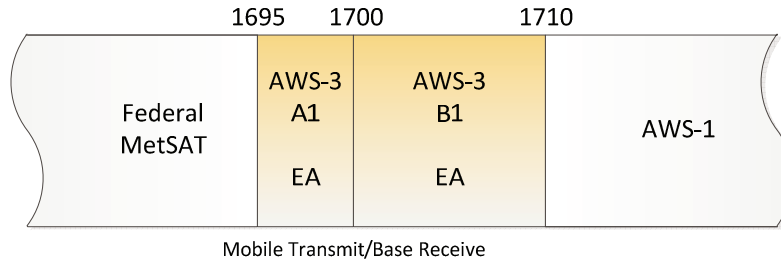 1695 1700 1710
Federal
MetSAT
AWS-3
A1
EA
AWS-3
B1
EA
AWS-1
Mobile Transmit/Base Receive